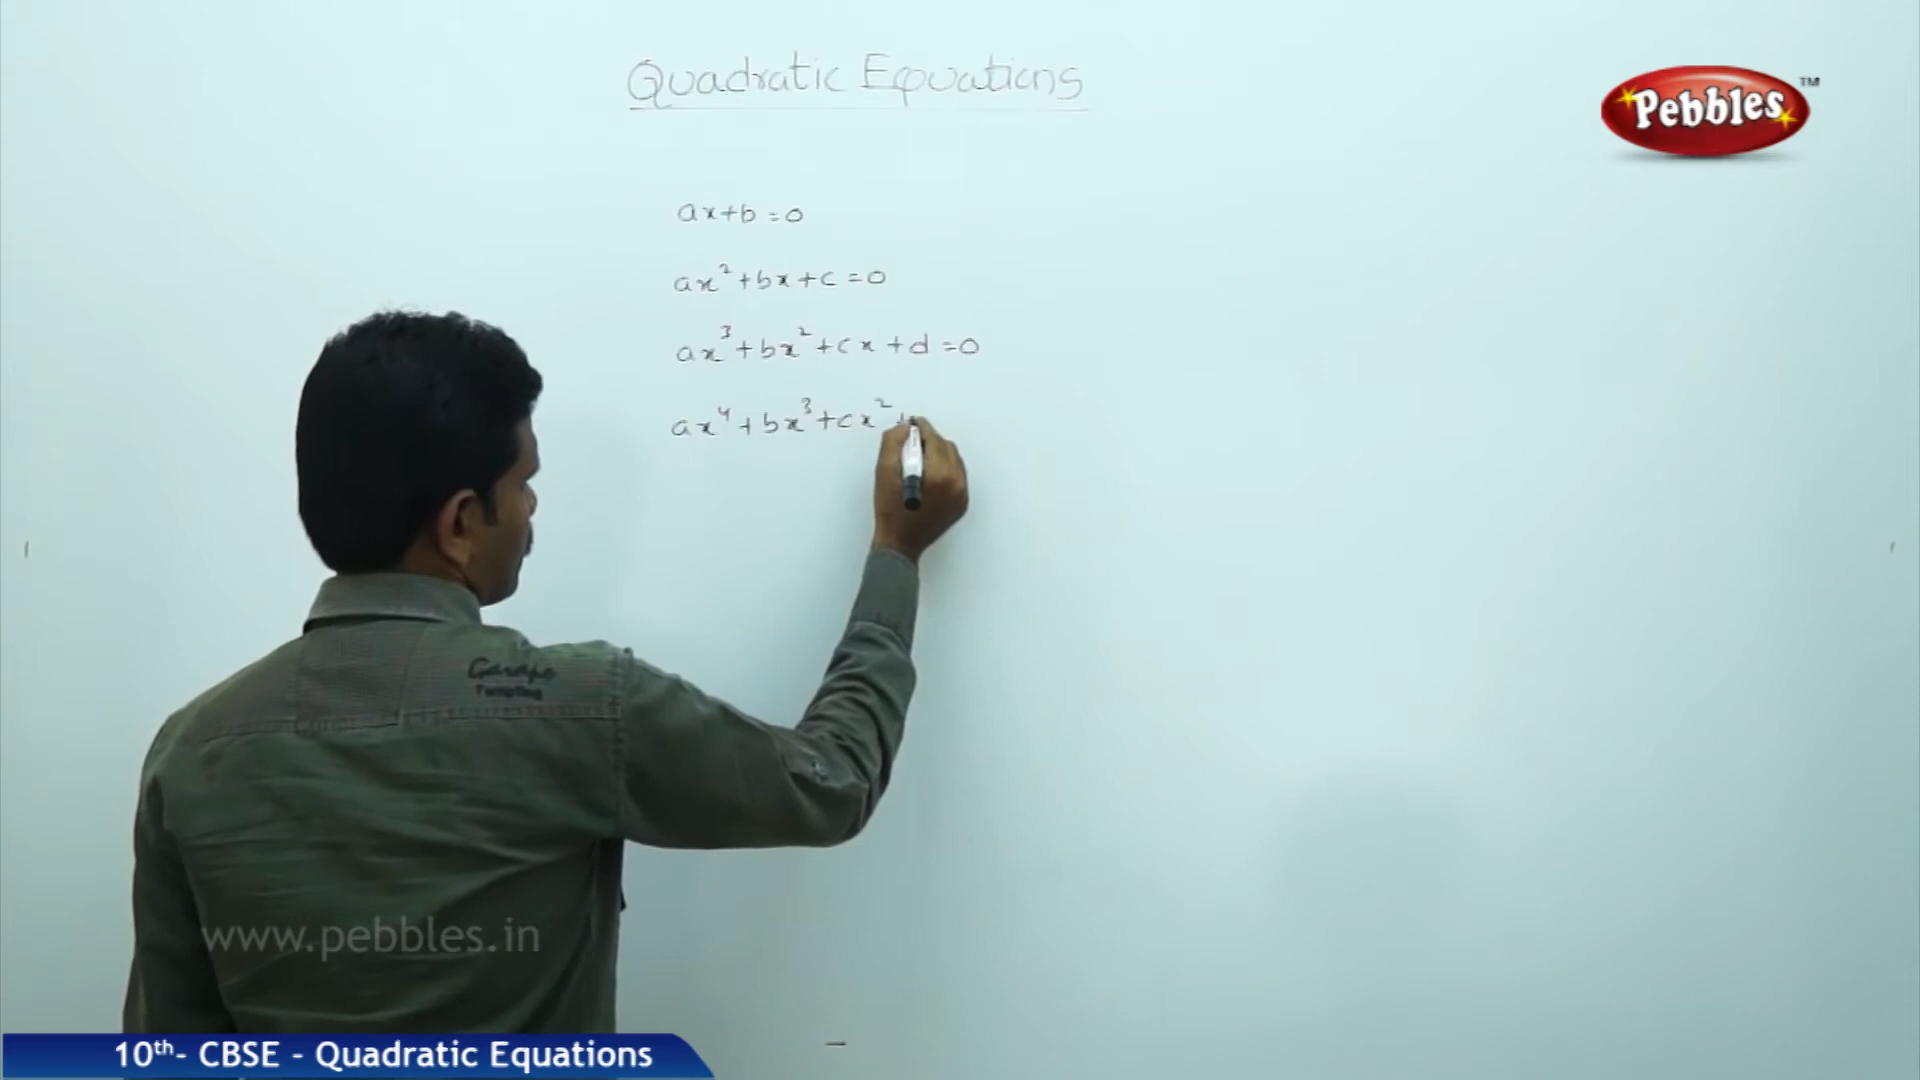 Quadratic Equations
Pebbles™
ax+b=0
ax²+bx+c=0
ax³+bx²+cx+d=0
ax⁴+bx³+cx²+
www.pebbles.in
10ᵗʰ- CBSE - Quadratic Equations